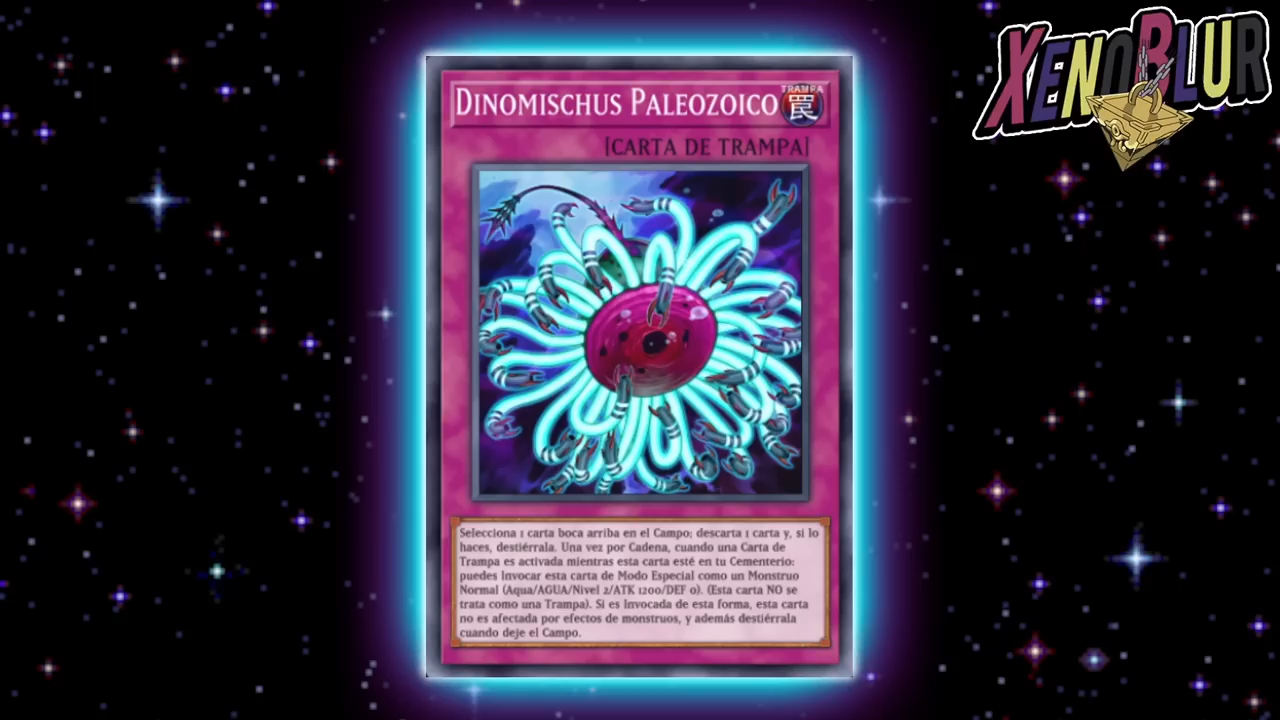 XENOBLUR
DINOMISCHUS PALEOZOICO
TRAMPA
罠
[CARTA DE TRAMPA]
Selecciona 1 carta boca arriba en el Campo; descarta 1 carta y, si lo
haces, destiérrala. Una vez por Cadena, cuando una Carta de
Trampa es activada mientras esta carta esté en tu Cementerio:
puedes Invocar esta carta de Modo Especial como un Monstruo
Normal (Aqua/AGUA/Nivel 2/ATK 1200/DEF 0). (Esta carta NO se
trata como una Trampa). Si es Invocada de esta forma, esta carta
no es afectada por efectos de monstruos, y además destiérrala
cuando deje el Campo.